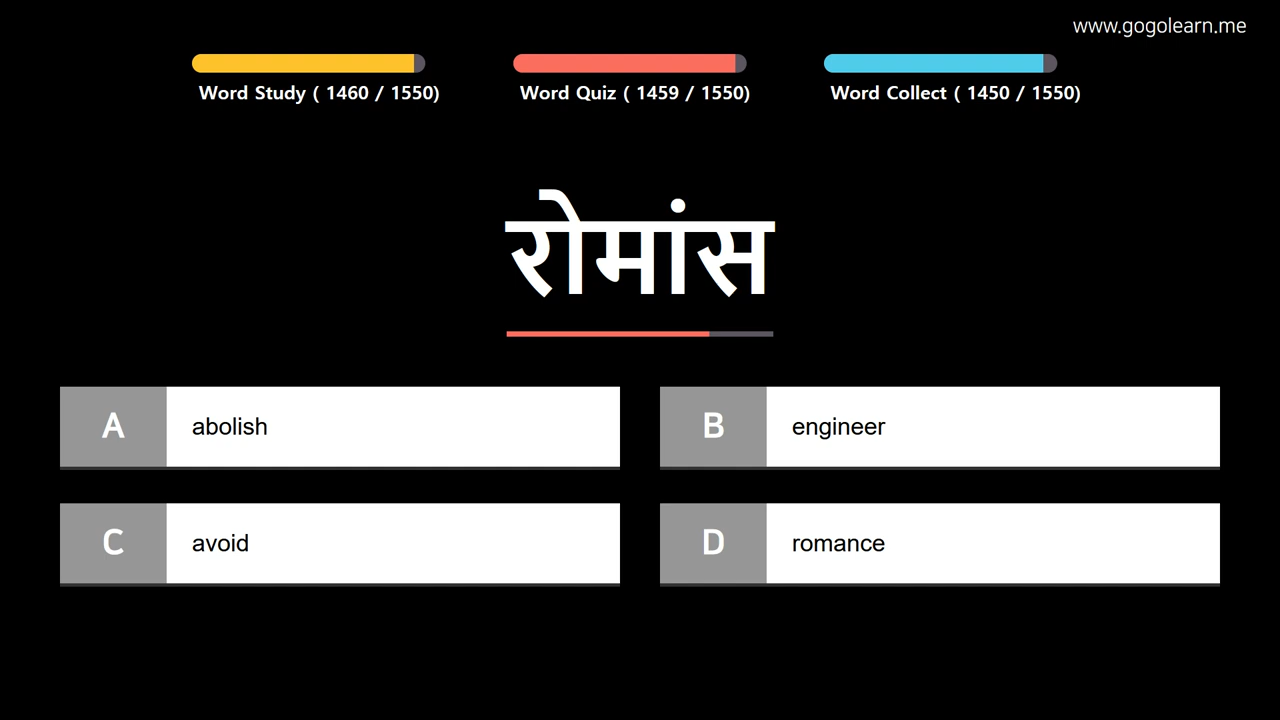 www.gogolearn.me
Word Study ( 1460 / 1550)
Word Quiz ( 1459 / 1550)
Word Collect ( 1450 / 1550)
रोमांस
A abolish
B engineer
C avoid
D romance